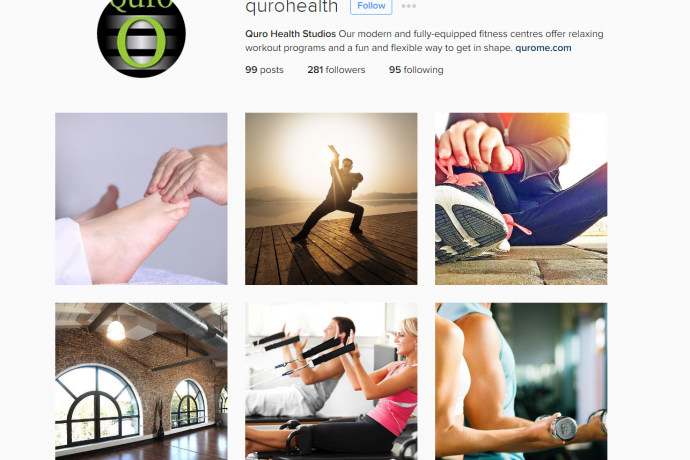 Quro
qurohealth Follow
Quro Health Studios Our modern and fully-equipped fitness centres offer relaxing
workout programs and a fun and flexible way to get in shape. qurome.com
99 posts 281 followers 95 following